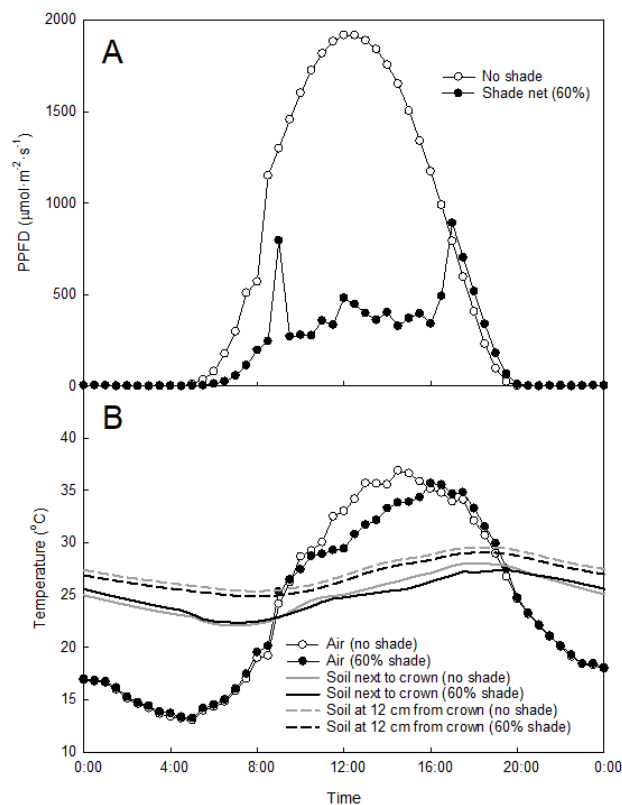 A
2000
1500
1000
500
0
PPFD (µmol·m⁻²·s⁻¹)
No shade
Shade net (60%)
B
40
35
30
25
20
15
10
Temperature (°C)
Air (no shade)
Air (60% shade)
Soil next to crown (no shade)
Soil next to crown (60% shade)
Soil at 12 cm from crown (no shade)
Soil at 12 cm from crown (60% shade)
0:00 4:00 8:00 12:00 16:00 20:00 0:00
Time